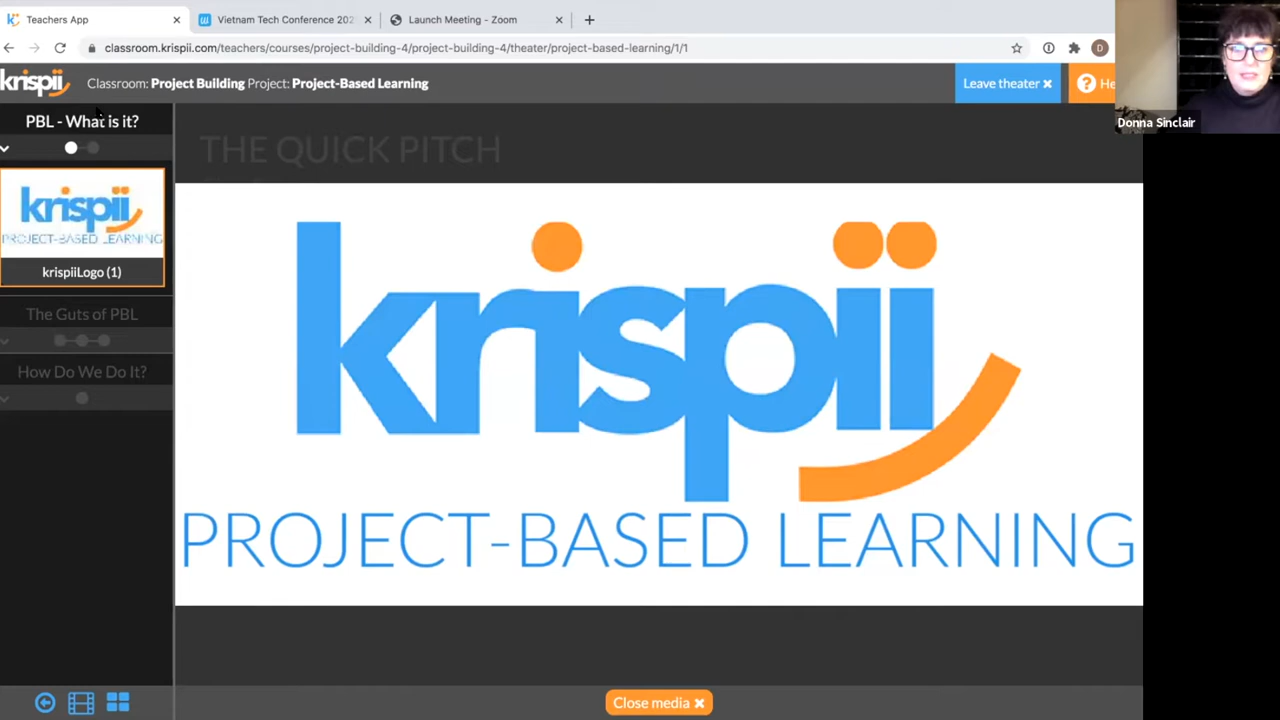 Teachers App
Vietnam Tech Conference 202
Launch Meeting - Zoom
classroom.krispii.com/teachers/courses/project-building-4/project-building-4/theater/project-based-learning/1/1
D
krispii
Classroom: Project Building Project: Project-Based Learning
Leave theater ×
? He
Donna Sinclair
PBL - What is it?
krispii
PROJECT-BASED LEARNING
krispiiLogo (1)
The Guts of PBL
How Do We Do It?
THE QUICK PITCH
krispii
PROJECT-BASED LEARNING
Close media ×